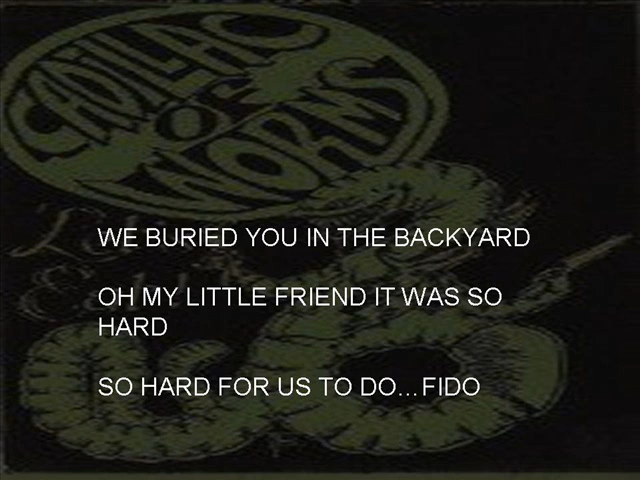 CADILLAC
OF
WORMS
WE BURIED YOU IN THE BACKYARD
OH MY LITTLE FRIEND IT WAS SO
HARD
SO HARD FOR US TO DO...FIDO